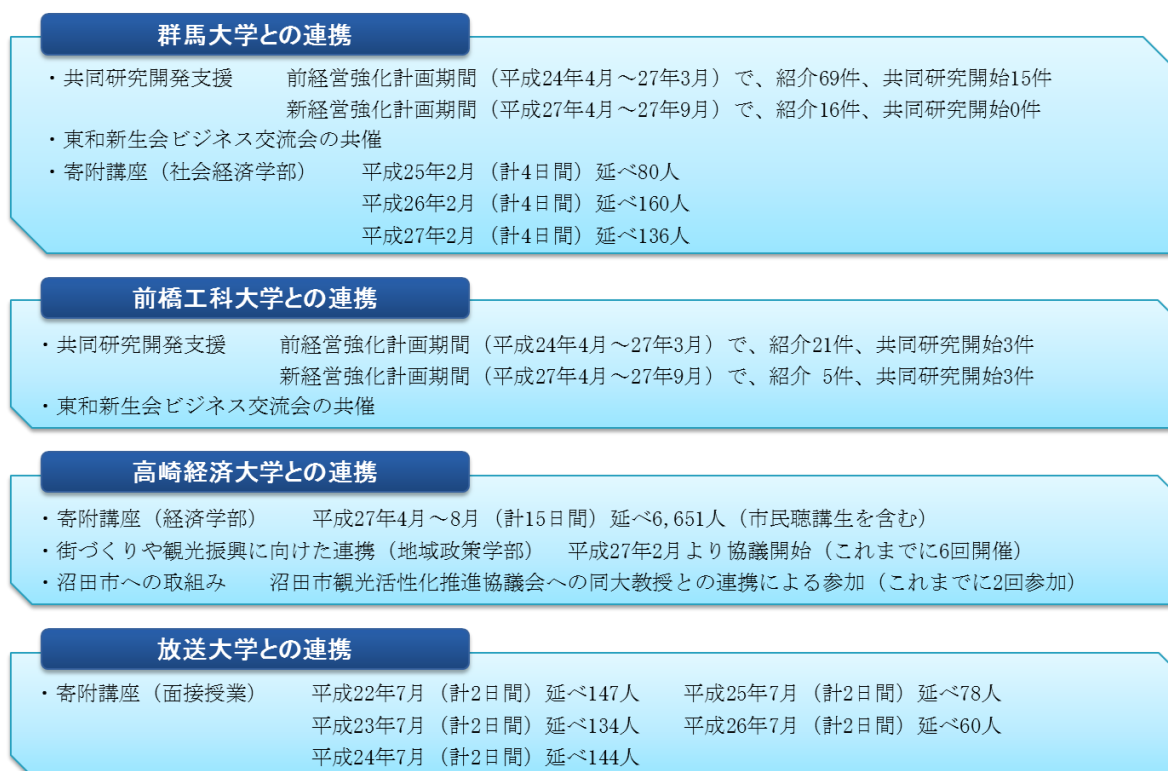 群馬大学との連携
・共同研究開発支援　　前経営強化計画期間（平成24年4月～27年3月）で、紹介69件、共同研究開始15件
新経営強化計画期間（平成27年4月～27年9月）で、紹介16件、共同研究開始0件
・東和新生会ビジネス交流会の共催
・寄附講座（社会経済学部）　　平成25年2月（計4日間）延べ80人
平成26年2月（計4日間）延べ160人
平成27年2月（計4日間）延べ136人
前橋工科大学との連携
・共同研究開発支援　　前経営強化計画期間（平成24年4月～27年3月）で、紹介21件、共同研究開始3件
新経営強化計画期間（平成27年4月～27年9月）で、紹介 5件、共同研究開始3件
・東和新生会ビジネス交流会の共催
高崎経済大学との連携
・寄附講座（経済学部）　　平成27年4月～8月（計15日間）延べ6,651人（市民聴講生を含む）
・街づくりや観光振興に向けた連携（地域政策学部）　平成27年2月より協議開始（これまでに6回開催）
・沼田市への取組み　　沼田市観光活性化推進協議会への同大教授との連携による参加（これまでに2回参加）
放送大学との連携
・寄附講座（面接授業）　　平成22年7月（計2日間）延べ147人　　平成25年7月（計2日間）延べ78人
平成23年7月（計2日間）延べ134人　　平成26年7月（計2日間）延べ60人
平成24年7月（計2日間）延べ144人